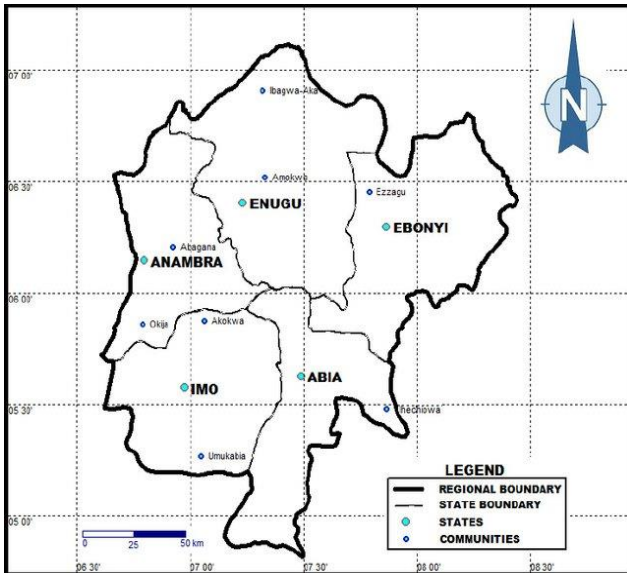 07 00'
Ibagwa-Aka
N
06 30'
Amokwe
Ezzagu
ENUGU
EBONYI
Abagana
ANAMBRA
06 00'
Okija
Akokwa
ABIA
IMO
05 30'
Umukabia
LEGEND
REGIONAL BOUNDARY
STATE BOUNDARY
STATES
COMMUNITIES
05 00'
0 25 50 km
06 30' 07 00' 07 30' 08 00' 08 30'